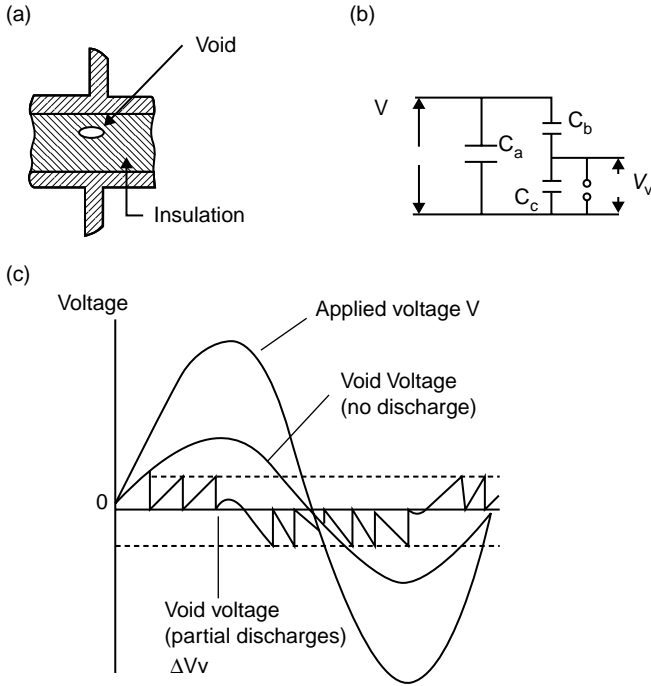 (a)
Void
Insulation
(b)
V
C_a
C_b
C_c
V_v
(c)
Voltage
Applied voltage V
Void Voltage
(no discharge)
0
Void voltage
(partial discharges)
ΔVv